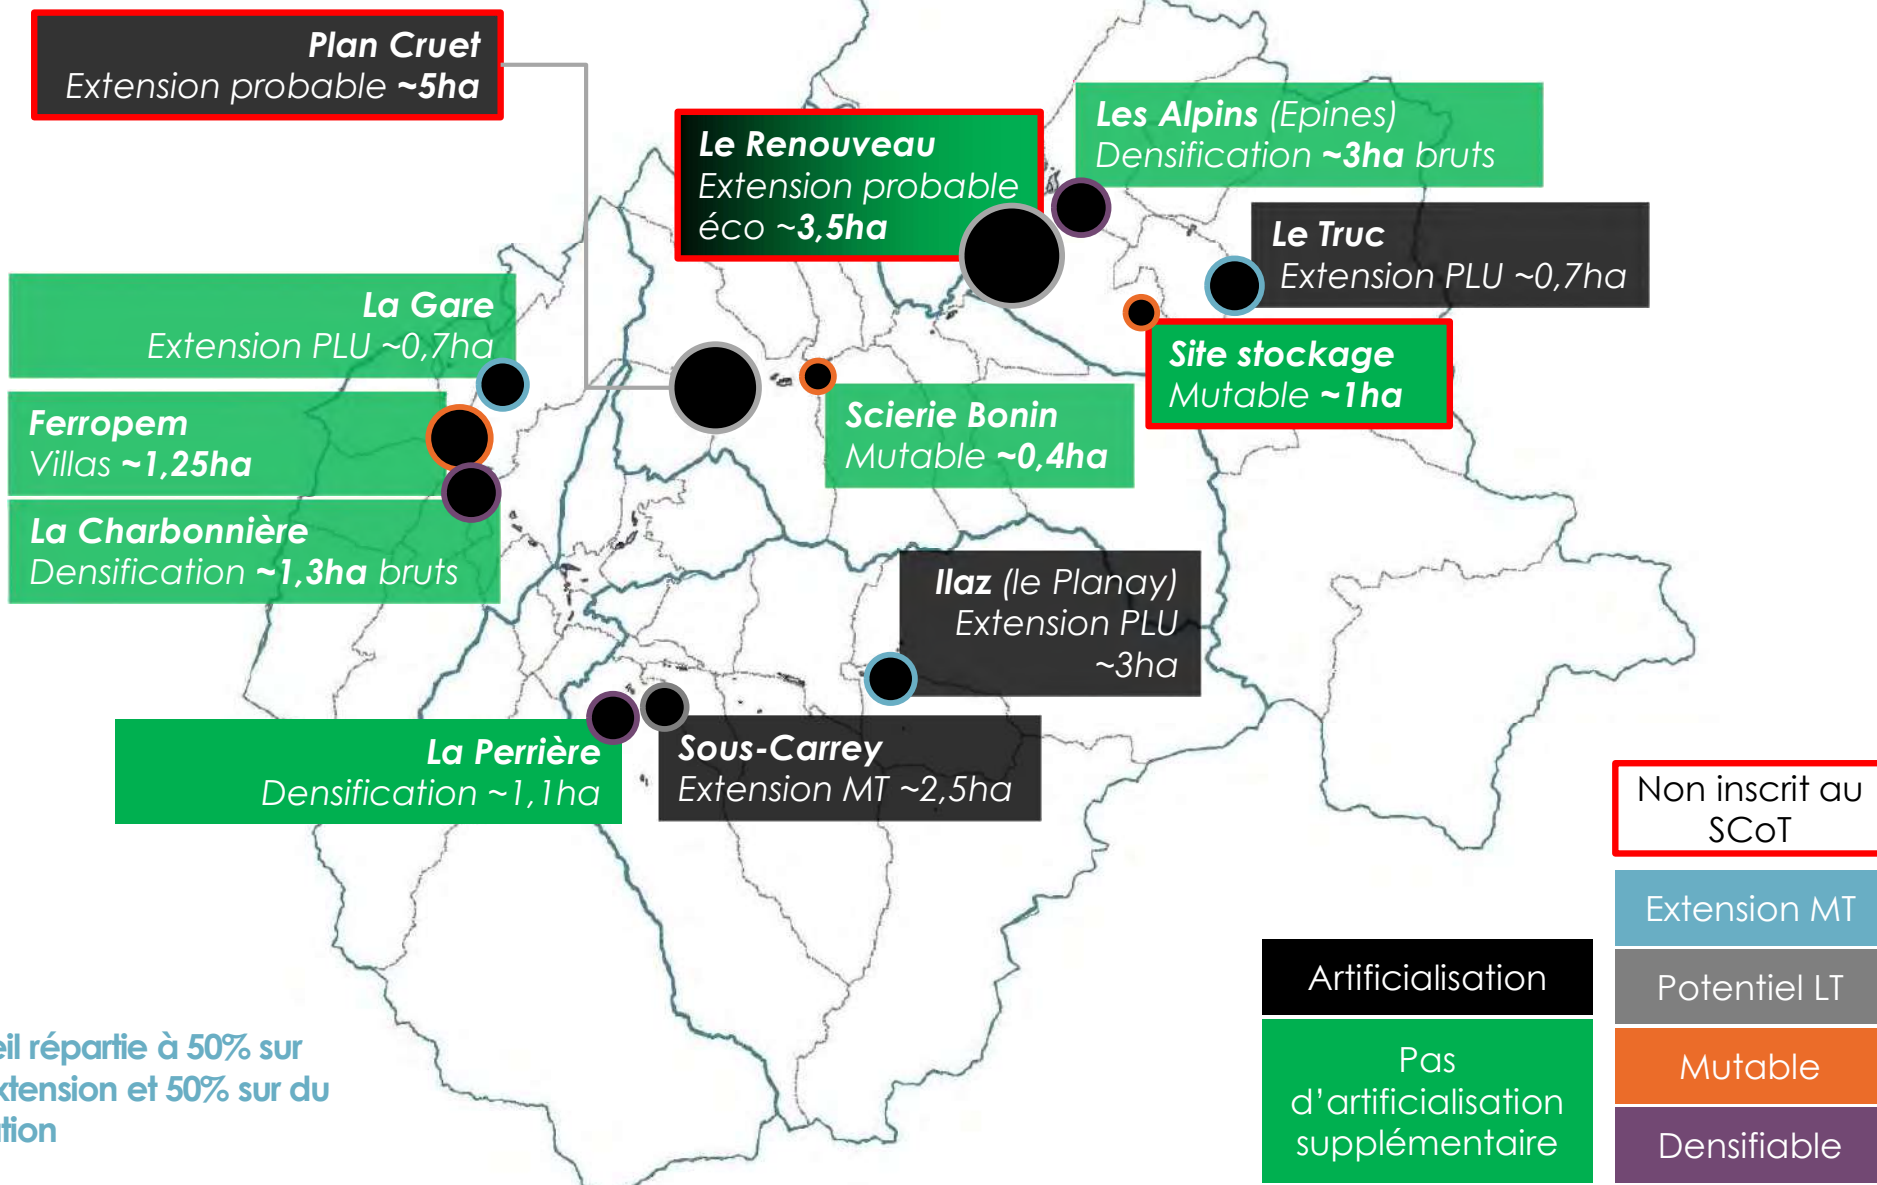 Plan Cruet
Extension probable ~5ha
Le Renouveau
Extension probable
éco ~3,5ha
Les Alpins (Epines)
Densification ~3ha bruts
Le Truc
Extension PLU ~0,7ha
La Gare
Extension PLU ~0,7ha
Site stockage
Mutable ~1ha
Ferropem
Villas ~1,25ha
Scierie Bonin
Mutable ~0,4ha
La Charbonnière
Densification ~1,3ha bruts
Ilaz (le Planay)
Extension PLU
~3ha
La Perrière
Densification ~1,1ha
Sous-Carrey
Extension MT ~2,5ha
Non inscrit au
SCoT
Extension MT
Artificialisation
Potentiel LT
Pas
d'artificialisation
supplémentaire
Mutable
Densifiable
répartie à 50% sur
et 50% sur du